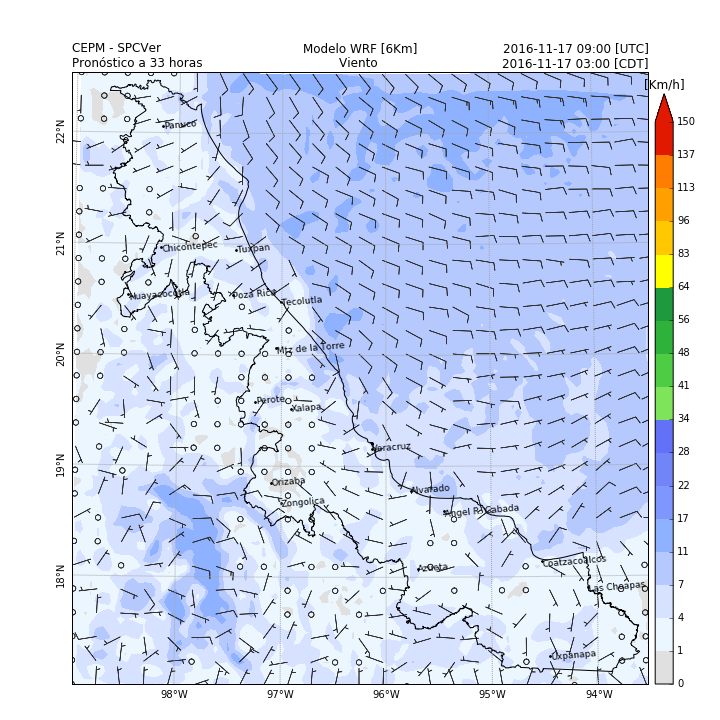 CEPM - SPCVer
Modelo WRF [6Km]
2016-11-17 09:00 [UTC]
Pronóstico a 33 horas
Viento
2016-11-17 03:00 [CDT]
[Km/h]
150
137
113
96
83
64
56
48
41
34
28
22
17
11
7
4
1
0
22°N
21°N
20°N
19°N
18°N
Panuco
Chicontepec
Tuxpan
Huayacocotla
Poza Rica
Tecolutla
Mtz de la Torre
Perote
Xalapa
Veracruz
Orizaba
Zongolica
Alvarado
Angel R Cabada
Azueta
Coatzacoalcos
Las Choapas
Uxpanapa
98°W
97°W
96°W
95°W
94°W